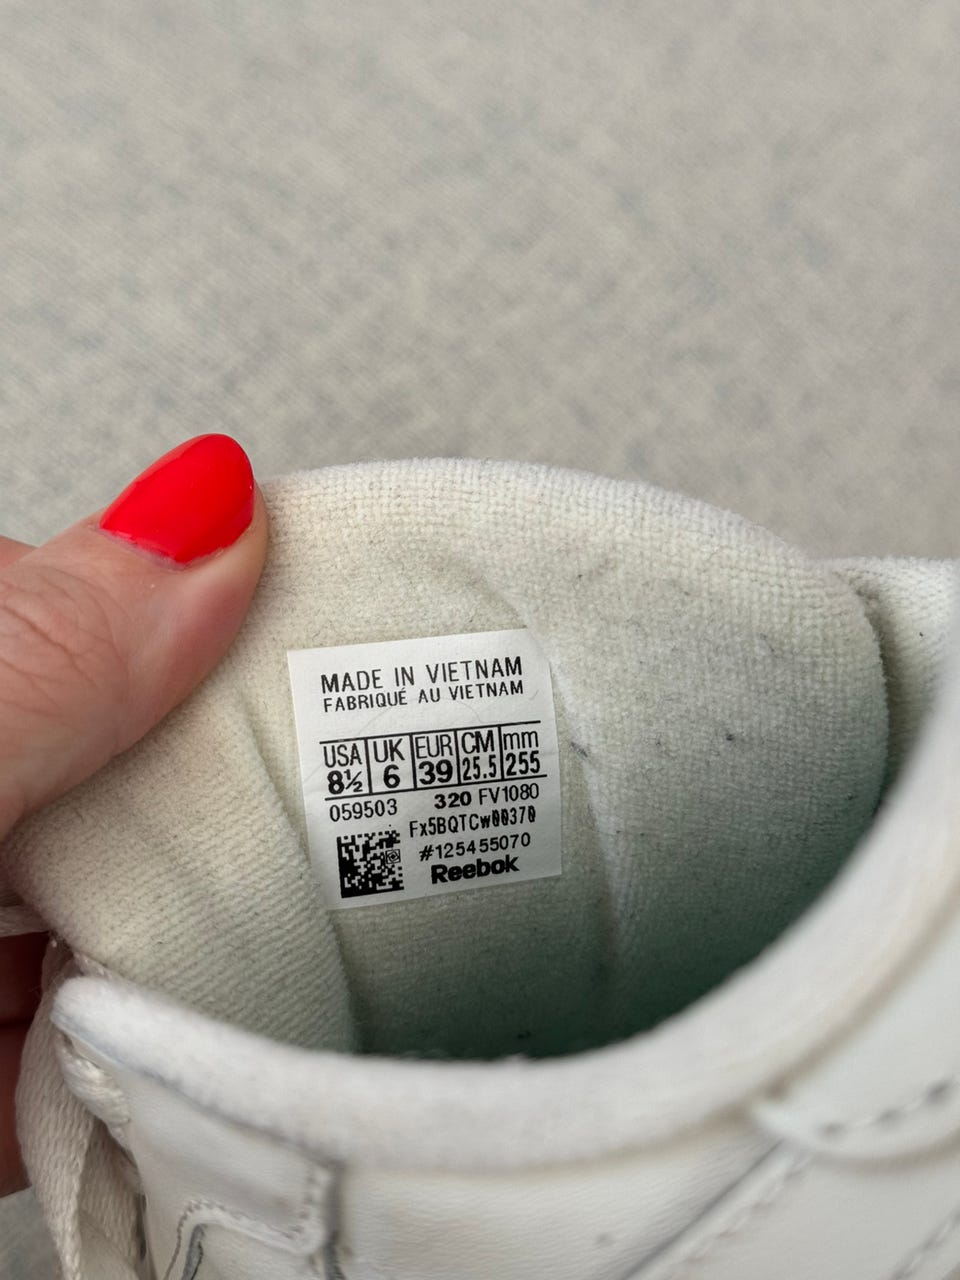 MADE IN VIETNAM
FABRIQUÉ AU VIETNAM
USA UK EUR CM mm
8½ 6 39 25.5 255
059503 320 FV1080
Fx5BQTCw00370
#125455070
Reebok